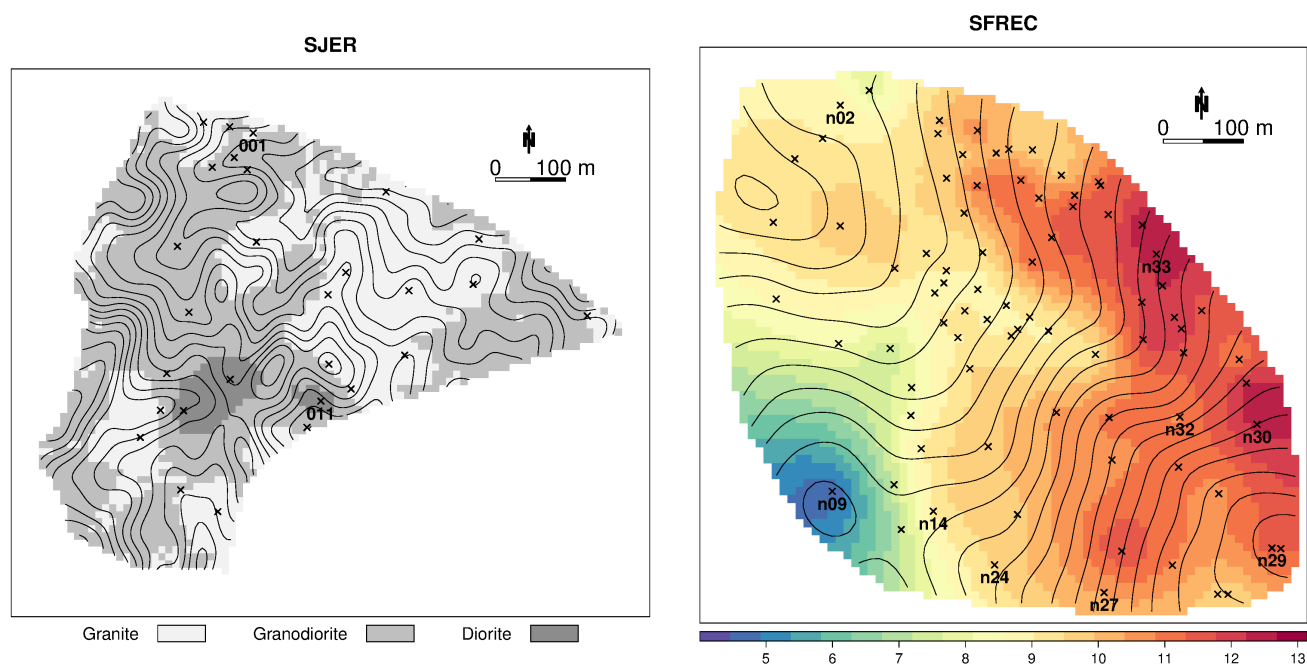 SJER
N
0 100 m
001
011
Granite Granodiorite Diorite
SFREC
N
0 100 m
n02
n33
n32
n30
n09
n14
n24
n29
n27
5 6 7 8 9 10 11 12 13